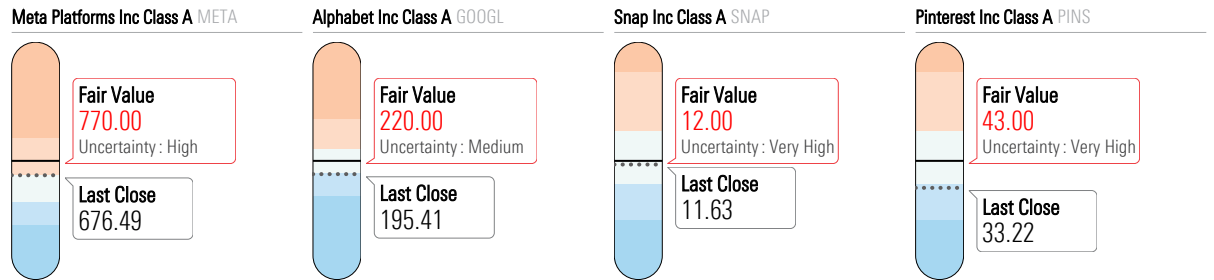 Meta Platforms Inc Class A META
Fair Value
770.00
Uncertainty : High
Last Close
676.49
Alphabet Inc Class A GOOGL
Fair Value
220.00
Uncertainty : Medium
Last Close
195.41
Snap Inc Class A SNAP
Fair Value
12.00
Uncertainty : Very High
Last Close
11.63
Pinterest Inc Class A PINS
Fair Value
43.00
Uncertainty : Very High
Last Close
33.22